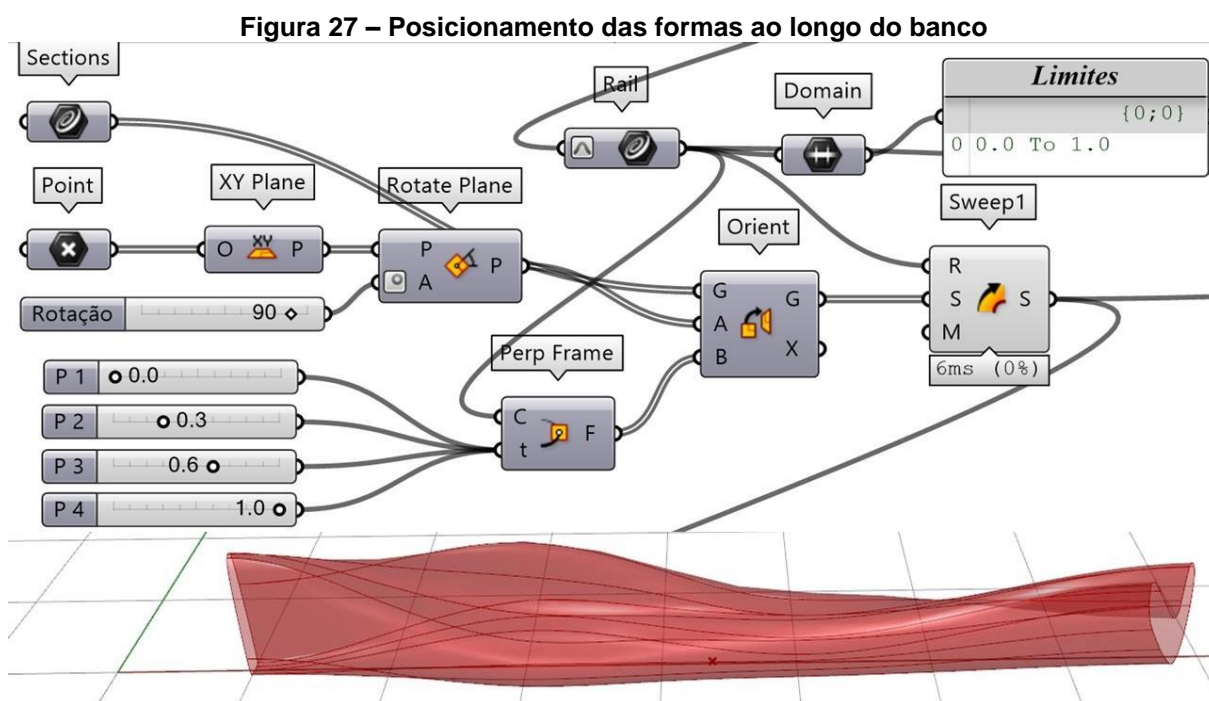 Figura 27 – Posicionamento das formas ao longo do banco
Sections
Rail
Domain
Limites
{0;0}
0 0.0 To 1.0
Point
XY Plane
Rotate Plane
O XY P
P
A
P
Rotação 90
Orient
G
A
B
G
X
Sweep1
R
S
M
S
6ms (0%)
Perp Frame
C
t
F
P 1 0.0
P 2 0.3
P 3 0.6
P 4 1.0